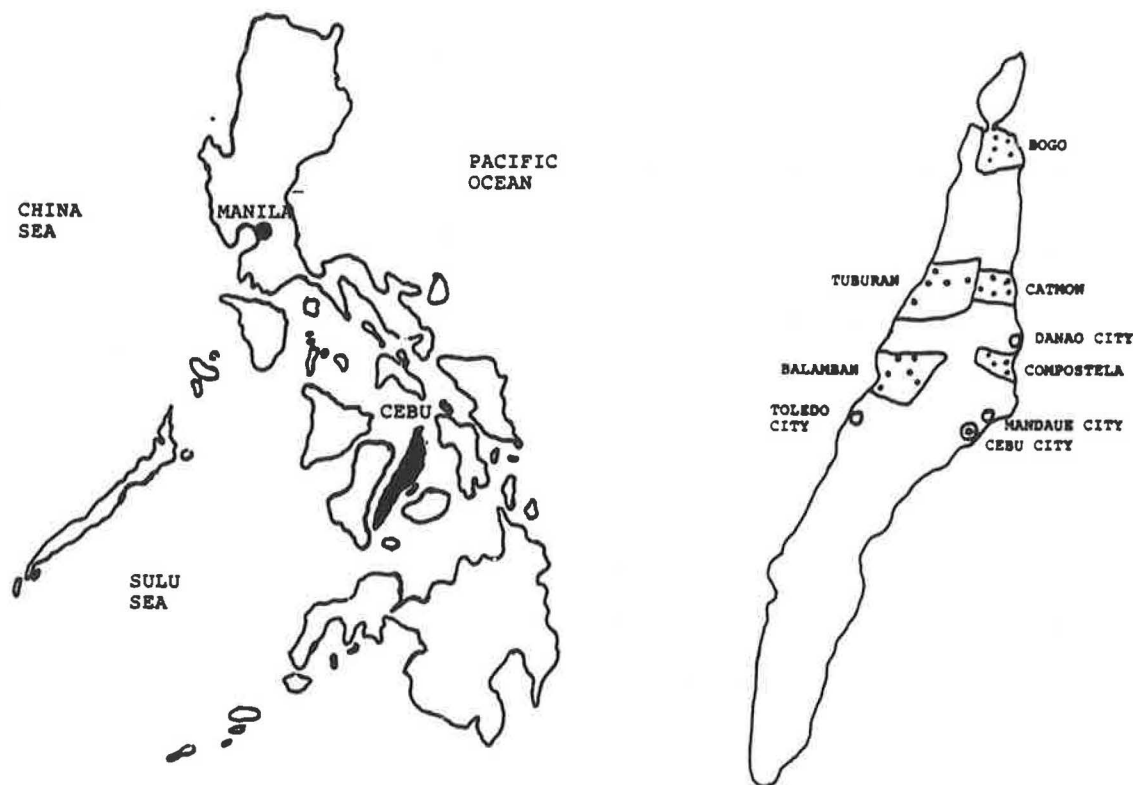 PACIFIC
OCEAN
CHINA
SEA
MANILA
CEBU
SULU
SEA
BOGO
TUBURAN
CATMON
DANAO CITY
BALAMBAN
COMPOSTELA
TOLEDO
CITY
MANDAUE CITY
CEBU CITY